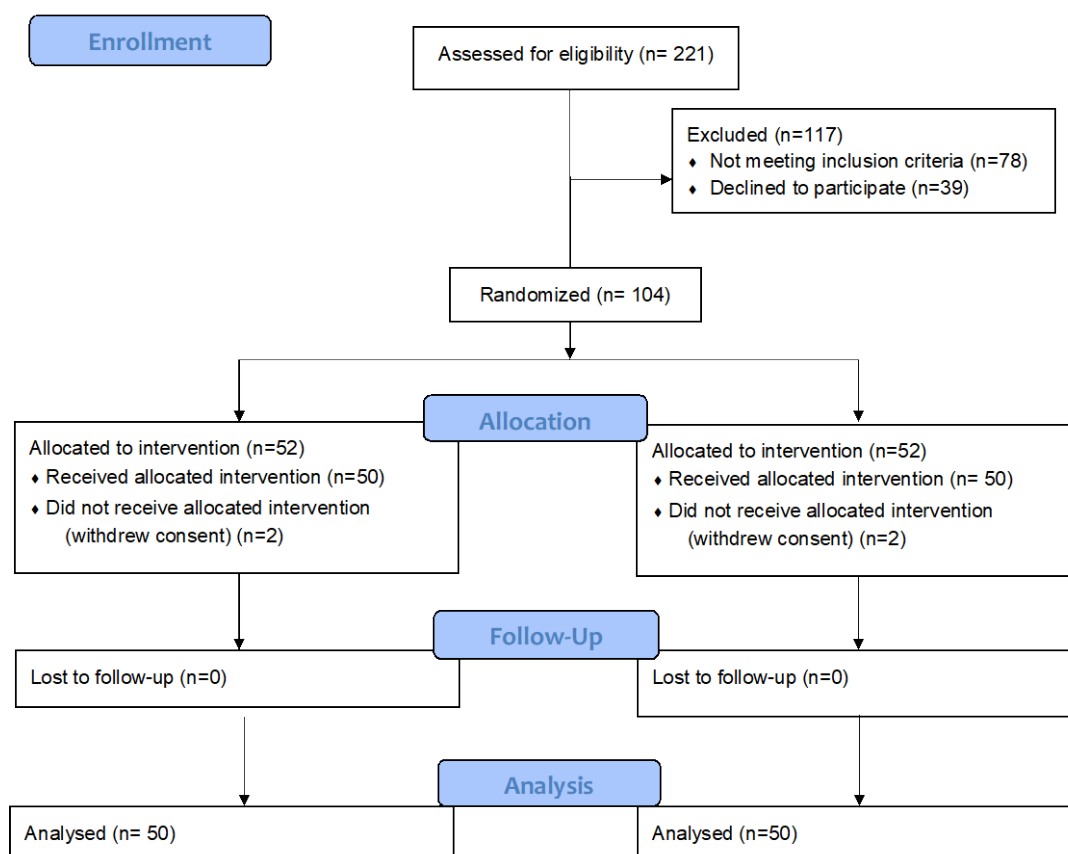 Enrollment
Assessed for eligibility (n= 221)
Excluded (n=117)
♦ Not meeting inclusion criteria (n=78)
♦ Declined to participate (n=39)
Randomized (n= 104)
Allocation
Allocated to intervention (n=52)
♦ Received allocated intervention (n=50)
♦ Did not receive allocated intervention
(withdrew consent) (n=2)
Allocated to intervention (n=52)
♦ Received allocated intervention (n= 50)
♦ Did not receive allocated intervention
(withdrew consent) (n=2)
Follow-Up
Lost to follow-up (n=0)
Lost to follow-up (n=0)
Analysis
Analysed (n= 50)
Analysed (n=50)